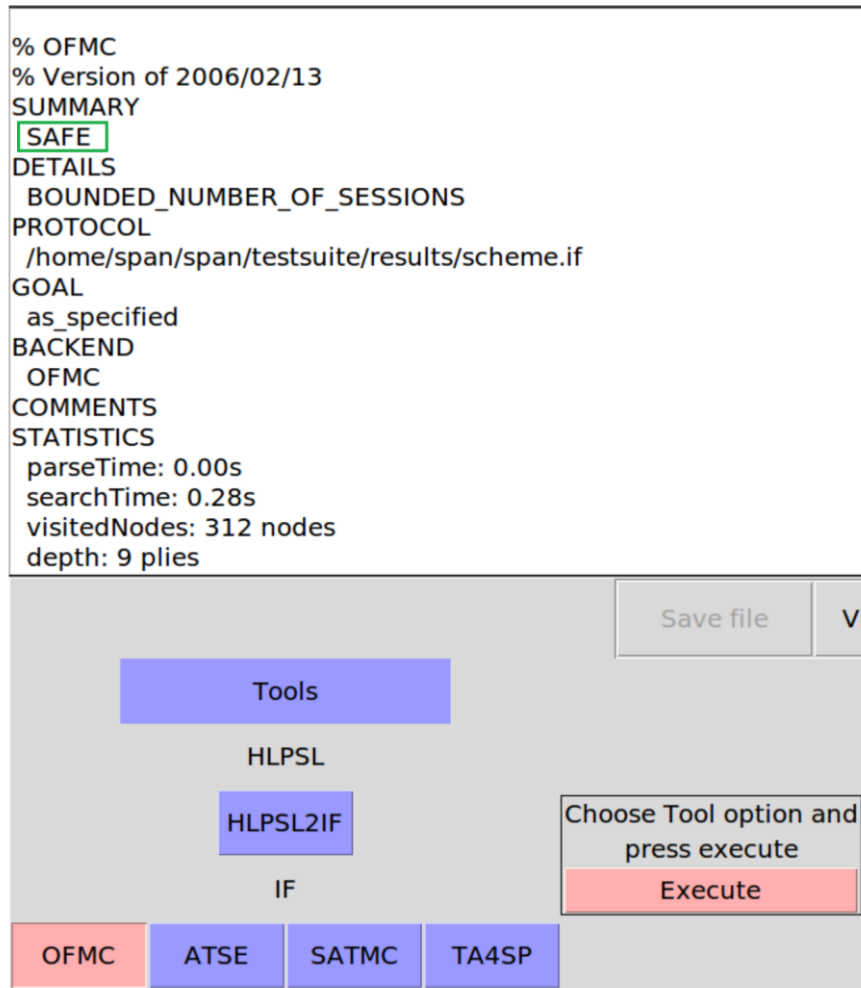 % OFMC
% Version of 2006/02/13
SUMMARY
SAFE
DETAILS
BOUNDED_NUMBER_OF_SESSIONS
PROTOCOL
/home/span/span/testsuite/results/scheme.if
GOAL
as_specified
BACKEND
OFMC
COMMENTS
STATISTICS
parseTime: 0.00s
searchTime: 0.28s
visitedNodes: 312 nodes
depth: 9 plies
Save file V
Tools
HLPSL
HLPSL2IF
Choose Tool option and
press execute
IF
Execute
OFMC ATSE SATMC TA4SP